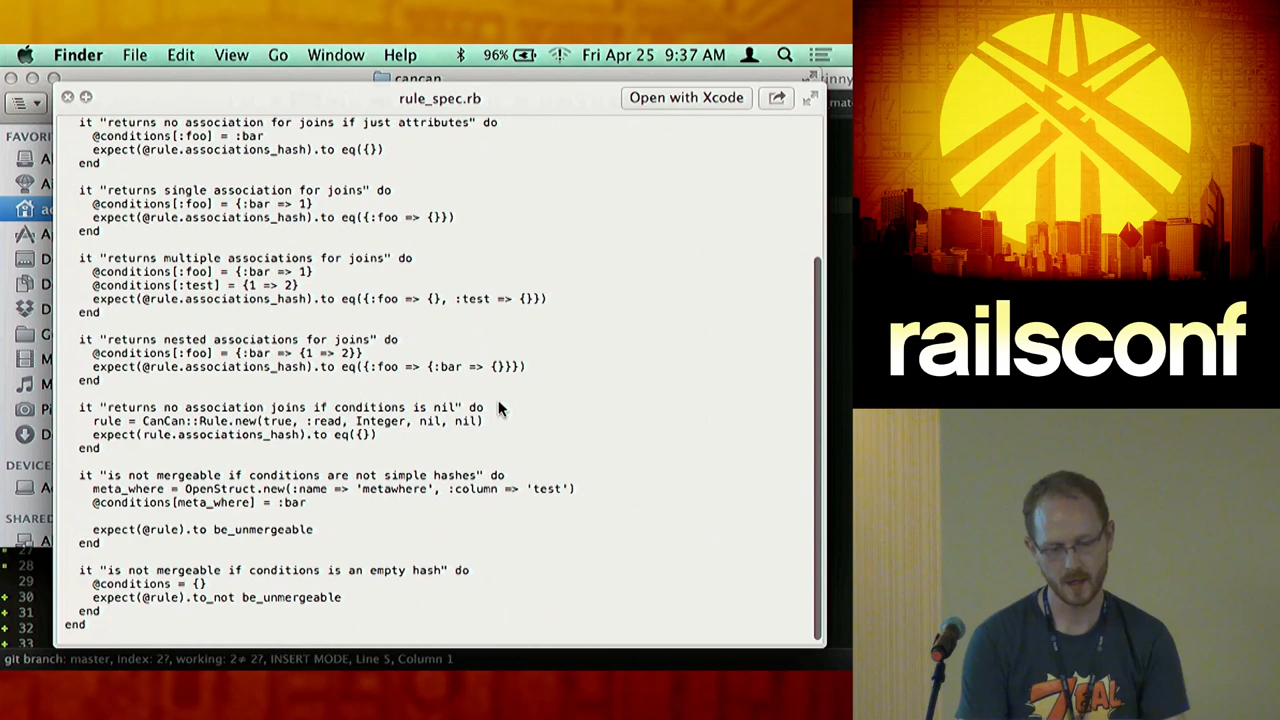 Finder File Edit View Go Window Help 96% Fri Apr 25 9:37 AM
cancan
rule_spec.rb
Open with Xcode
FAVORI
DEVICES
SHARED
it "returns no association for joins if just attributes" do
@conditions[:foo] = :bar
expect(@rule.associations_hash).to eq({})
end
it "returns single association for joins" do
@conditions[:foo] = {:bar => 1}
expect(@rule.associations_hash).to eq({:foo => {}})
end
it "returns multiple associations for joins" do
@conditions[:foo] = {:bar => 1}
@conditions[:test] = {1 => 2}
expect(@rule.associations_hash).to eq({:foo => {}, :test => {}})
end
it "returns nested associations for joins" do
@conditions[:foo] = {:bar => {1 => 2}}
expect(@rule.associations_hash).to eq({:foo => {:bar => {}}})
end
it "returns no association joins if conditions is nil" do
rule = CanCan::Rule.new(true, :read, Integer, nil, nil)
expect(rule.associations_hash).to eq({})
end
it "is not mergeable if conditions are not simple hashes" do
meta_where = OpenStruct.new(:name => 'metawhere', :column => 'test')
@conditions[meta_where] = :bar
expect(@rule).to be_unmergeable
end
it "is not mergeable if conditions is an empty hash" do
@conditions = {}
expect(@rule).to_not be_unmergeable
end
end
28
29
30
31
32
33
git branch: master, index: 2?, working: 2≠ 2?, INSERT MODE, Line 5, Column 1
railsconf
ZEAL